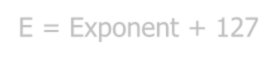 E = Exponent + 127